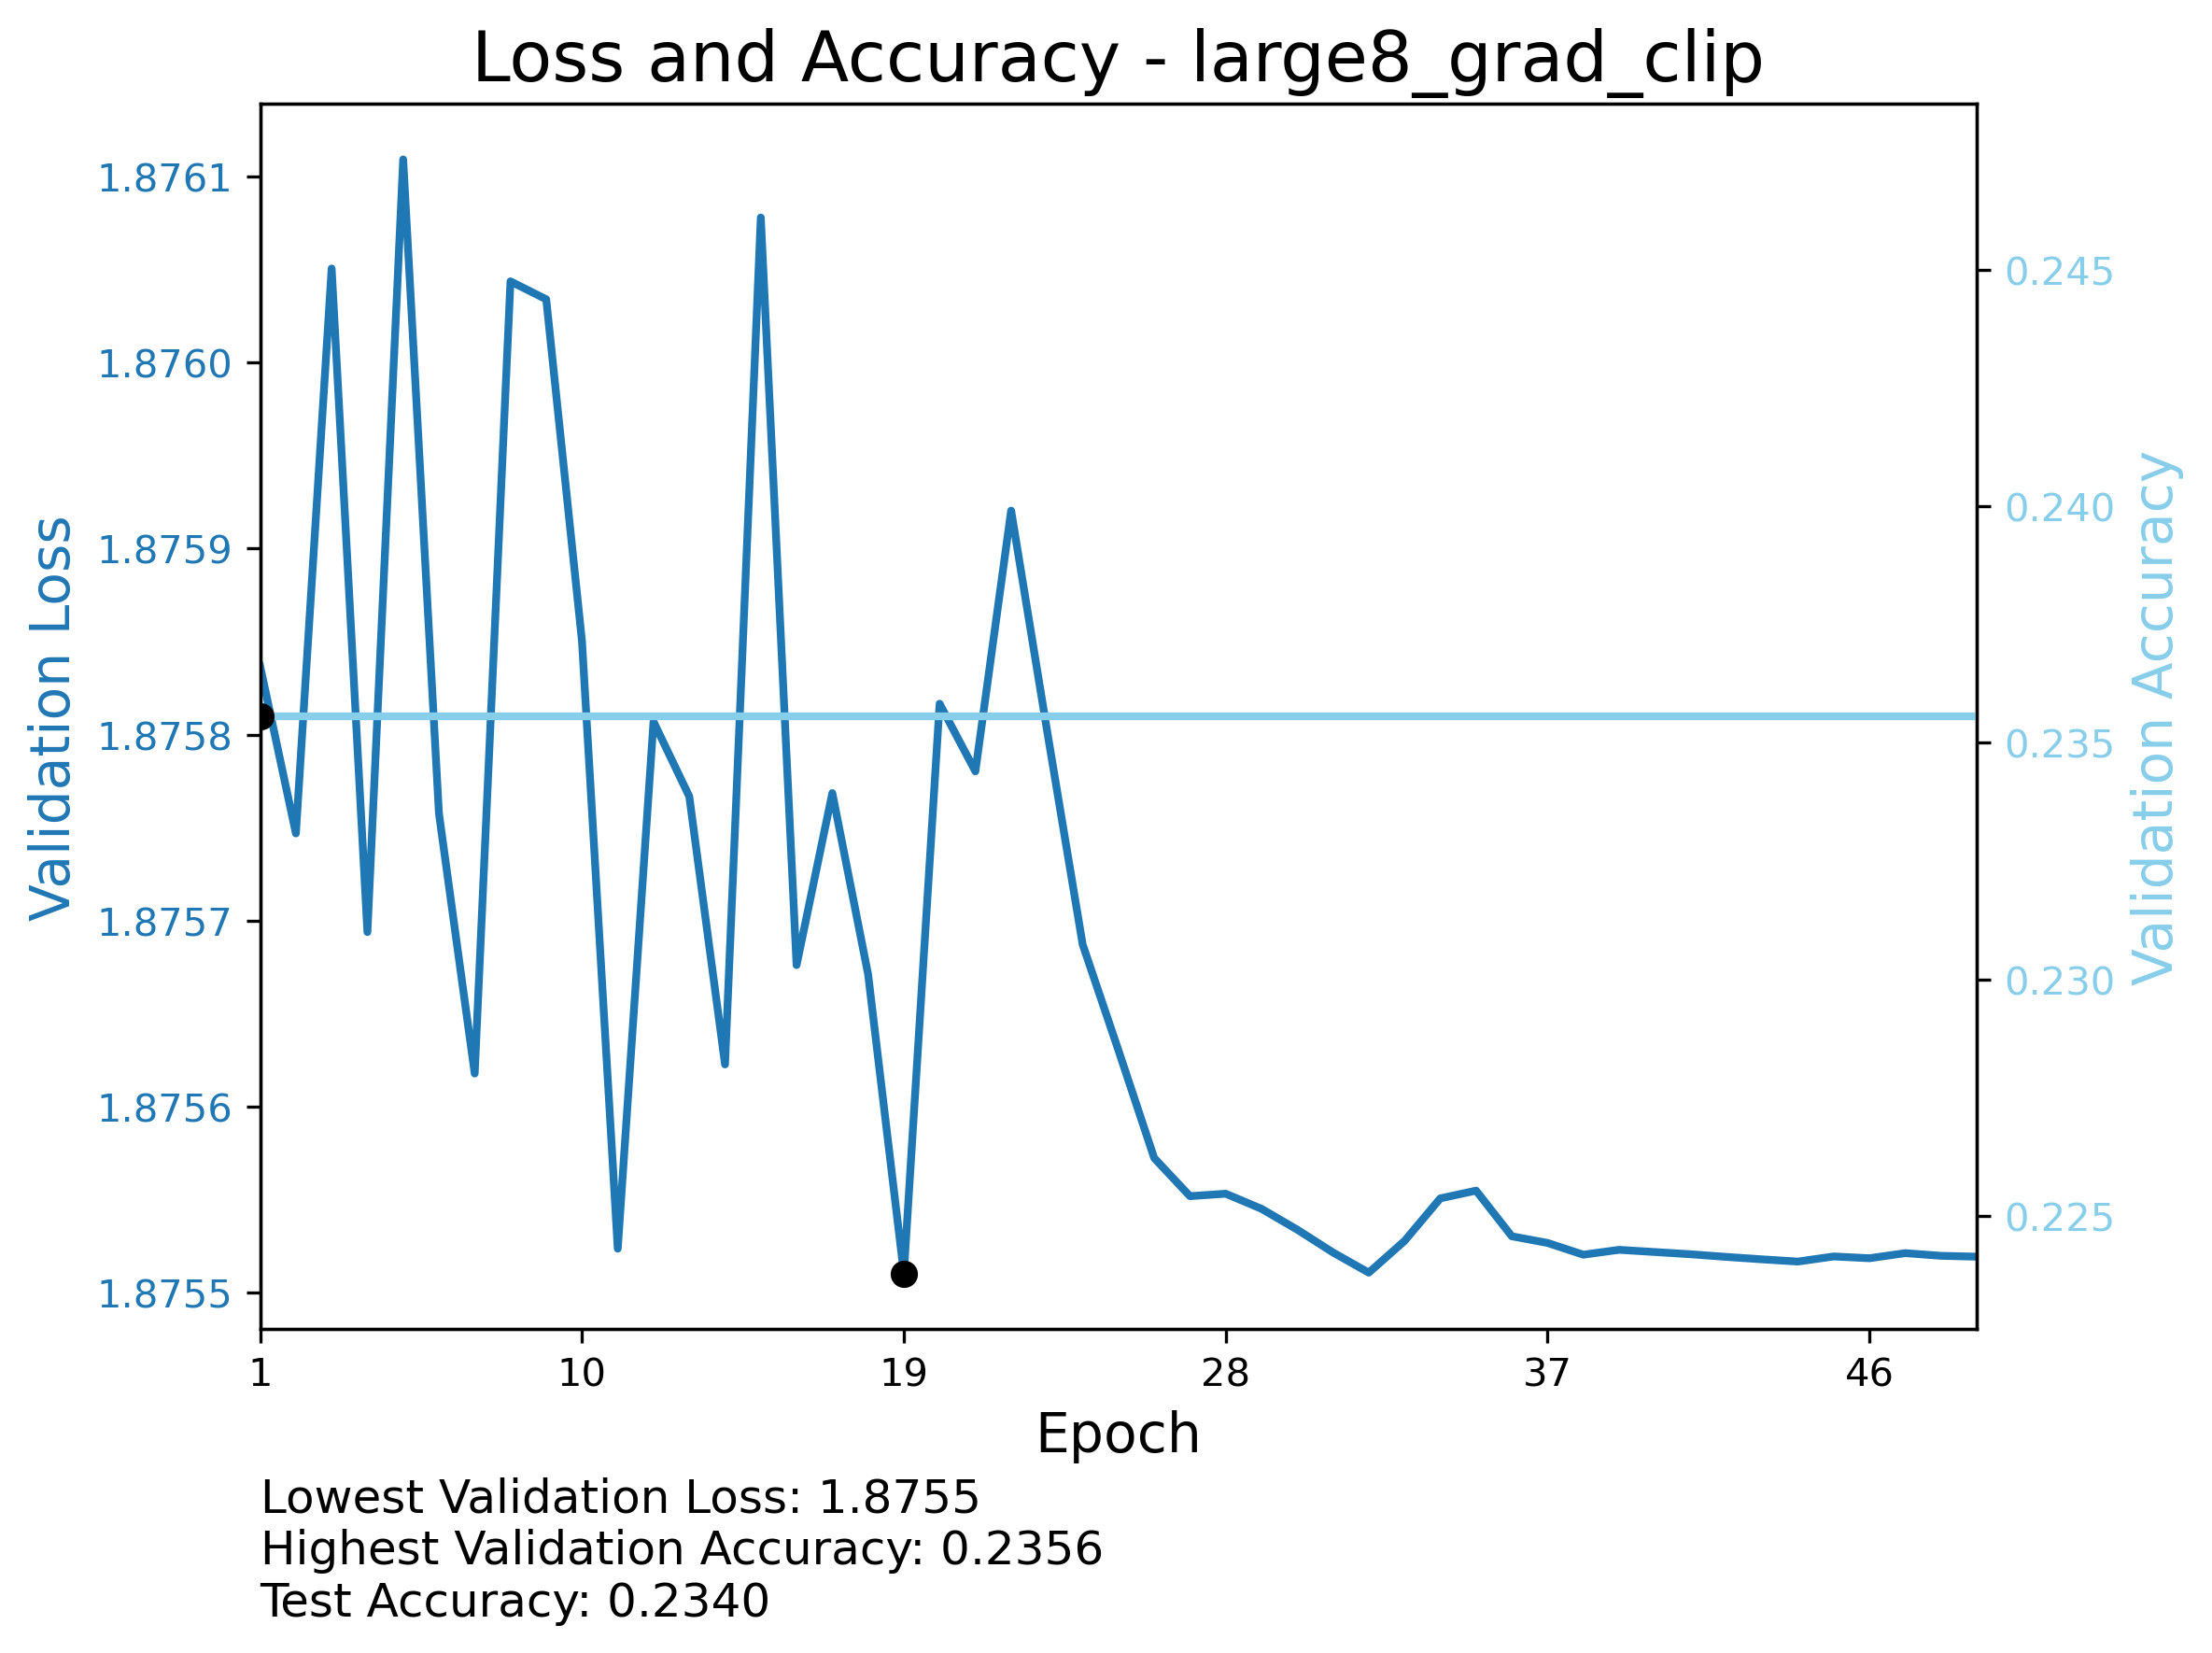 Loss and Accuracy - large8_grad_clip
Validation Loss
1.8761
1.8760
1.8759
1.8758
1.8757
1.8756
1.8755
0.245
0.240
0.235
0.230
0.225
Validation Accuracy
1 10 19 28 37 46
Epoch
Lowest Validation Loss: 1.8755
Highest Validation Accuracy: 0.2356
Test Accuracy: 0.2340